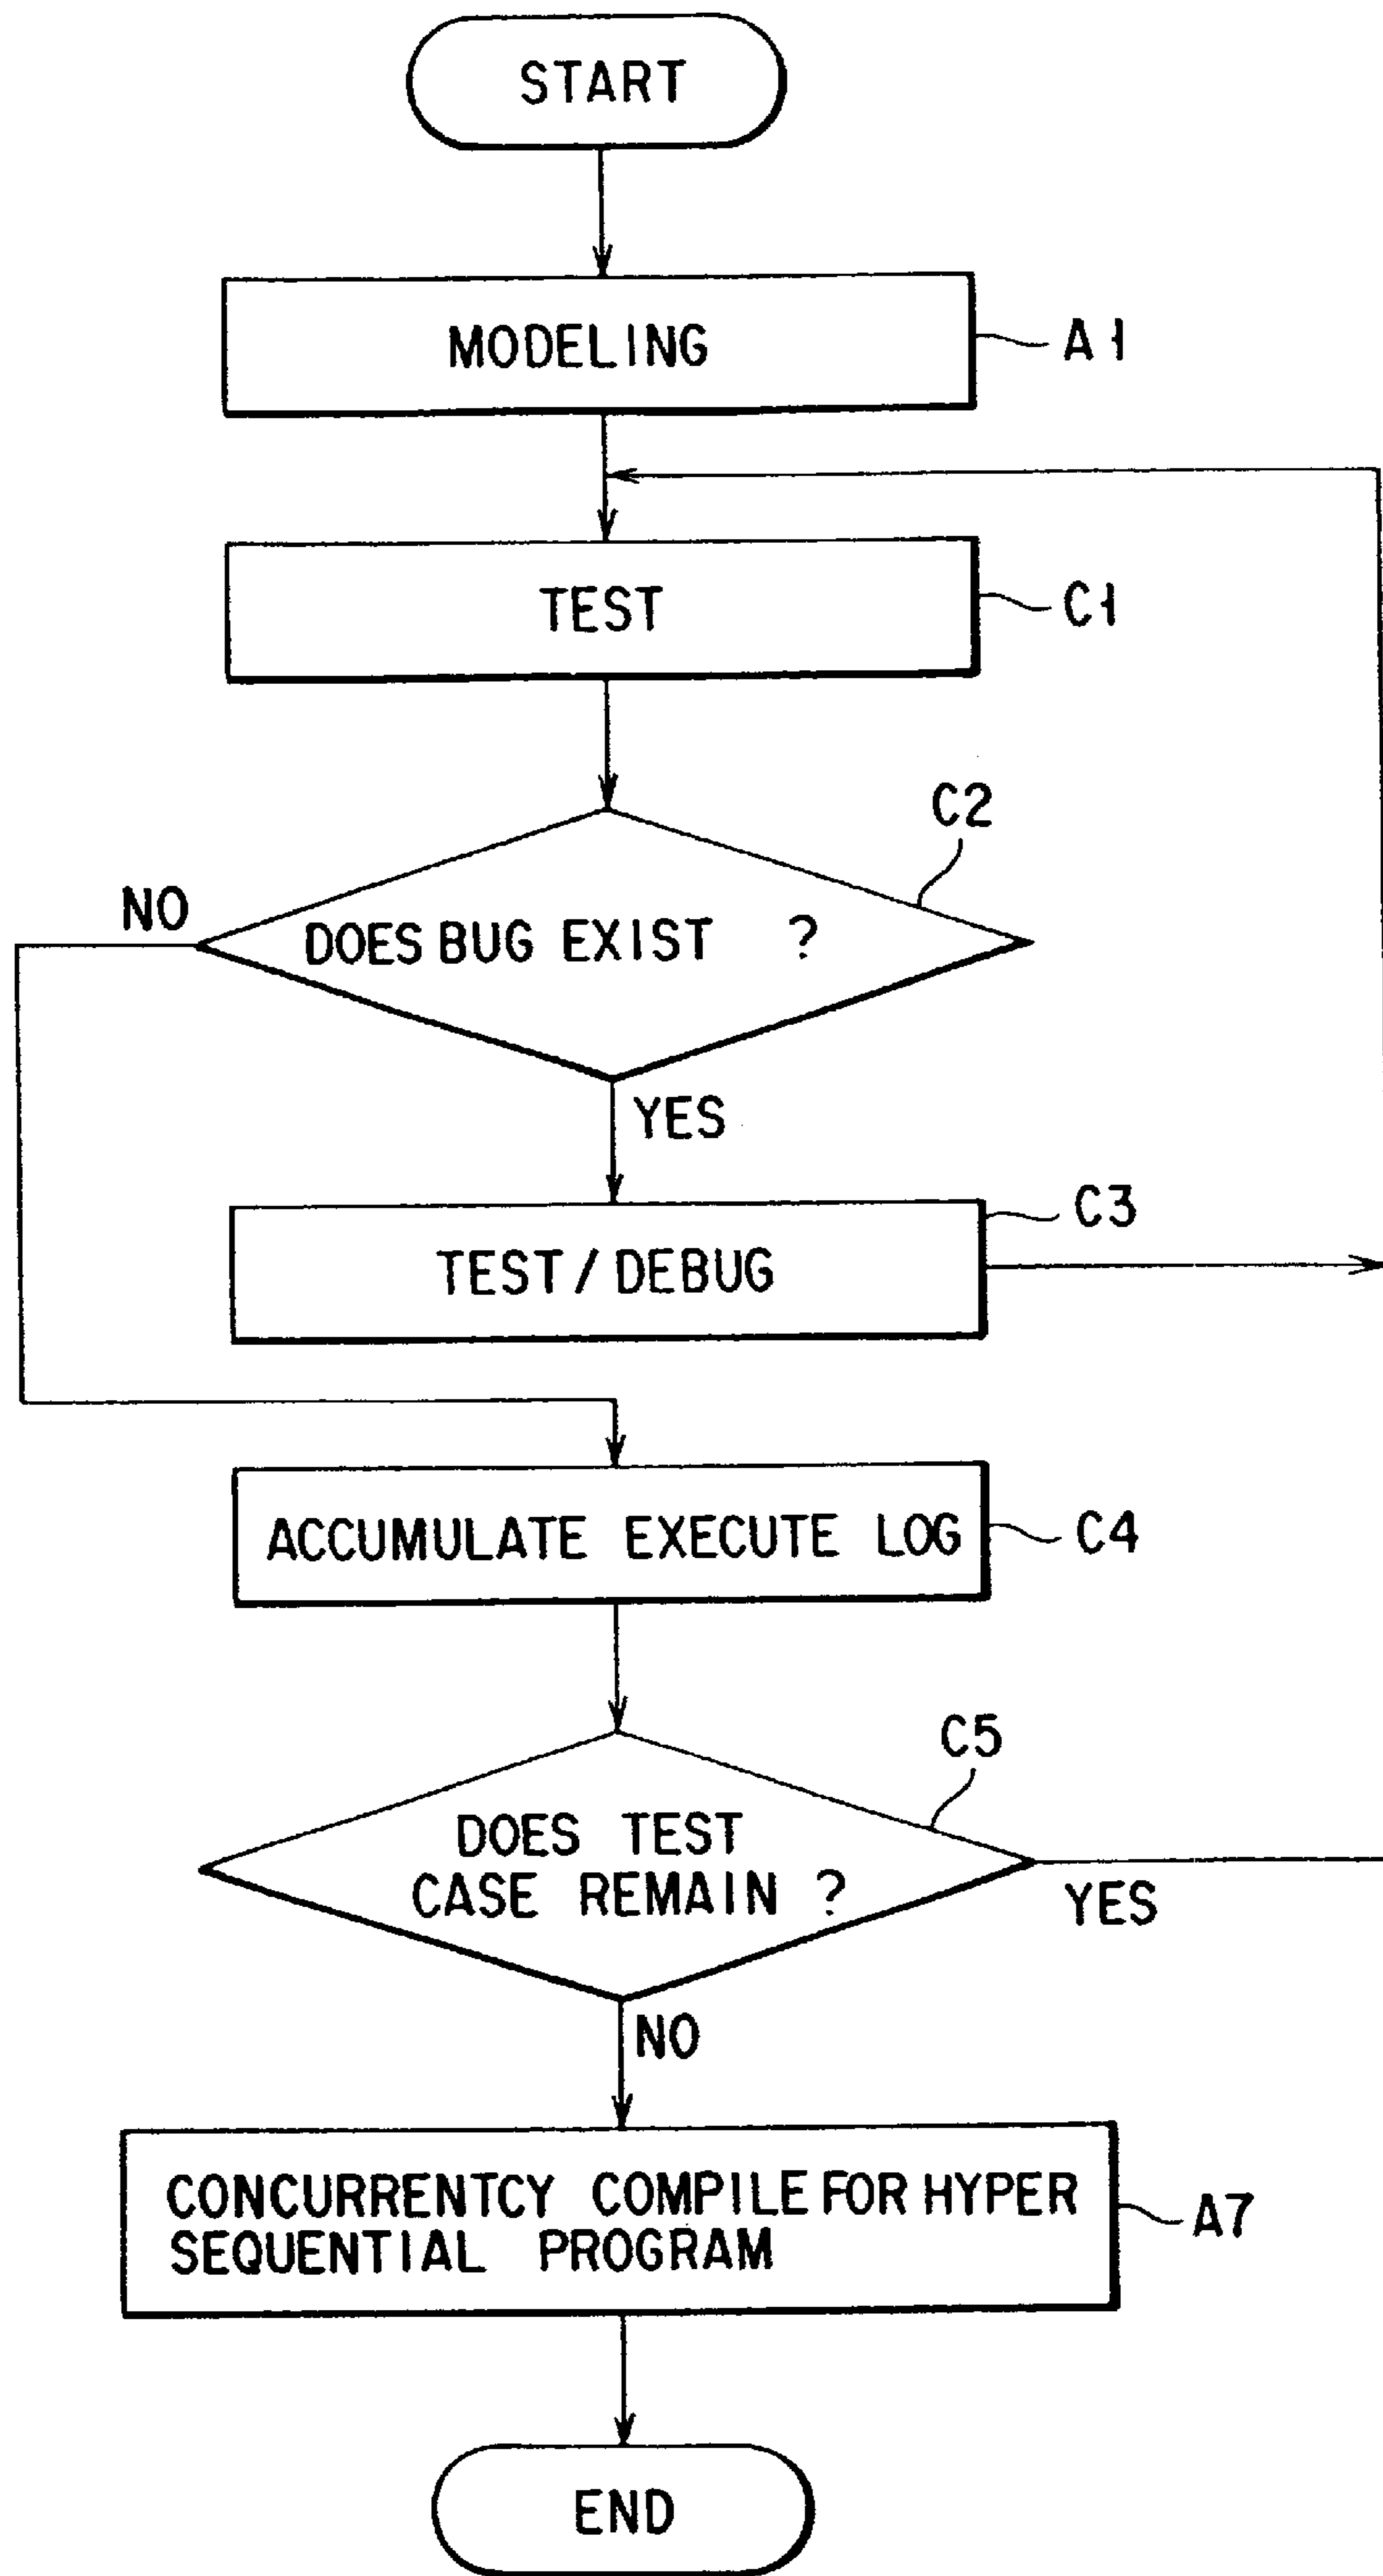 START
MODELING
A1
TEST
C1
C2
NO
DOES BUG EXIST ?
YES
C3
TEST / DEBUG
ACCUMULATE EXECUTE LOG
C4
C5
DOES TEST
CASE REMAIN ?
YES
NO
CONCURRENTCY COMPILE FOR HYPER
SEQUENTIAL PROGRAM
A7
END